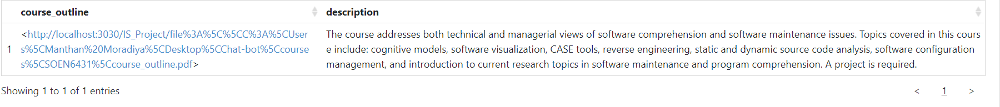 course_outline description
<http://localhost:3030/IS_Project/file%3A%5C%5CC%3A%5CUser
s%5CManthan%20Moradiya%5CDesktop%5CChat-bot%5Ccourse
s%5CSOEN6431%5Ccourse_outline.pdf>
1
The course addresses both technical and managerial views of software comprehension and software maintenance issues. Topics covered in this cours
e include: cognitive models, software visualization, CASE tools, reverse engineering, static and dynamic source code analysis, software configuration
management, and introduction to current research topics in software maintenance and program comprehension. A project is required.
Showing 1 to 1 of 1 entries < 1 >